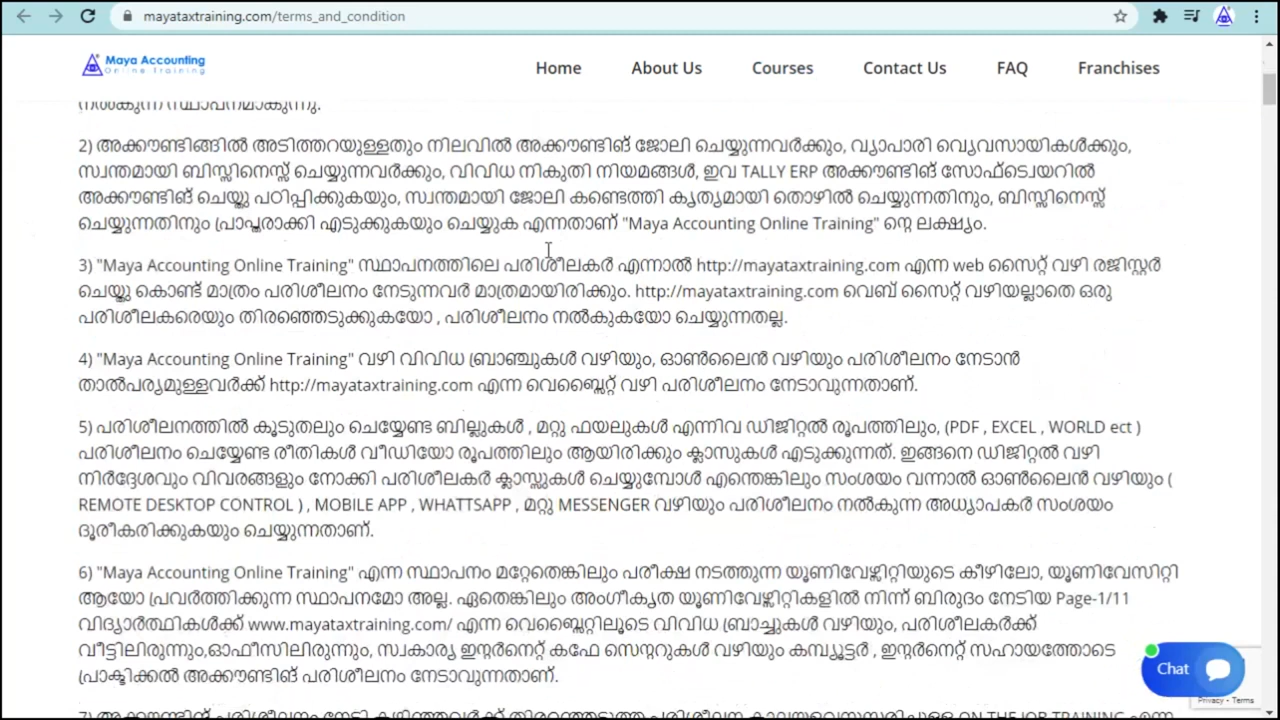 mayataxtraining.com/terms_and_condition
Maya Accounting
Online Training
Home About Us Courses Contact Us FAQ Franchises
നൽകുന്ന സ്ഥാപനമാകുന്നു.
2) അക്കൗണ്ടിങ്ങിൽ അടിത്തറയുള്ളതും നിലവിൽ അക്കൗണ്ടിങ് ജോലി ചെയ്യുന്നവർക്കും, വ്യാപാരി വ്യെവസായികൾക്കും,
സ്വന്തമായി ബിസ്സിനെസ്സ് ചെയ്യുന്നവർക്കും, വിവിധ നികുതി നിയമങ്ങൾ, ഇവ TALLY ERP അക്കൗണ്ടിങ് സോഫ്ട്വെയറിൽ
അക്കൗണ്ടിങ് ചെയ്തു പഠിപ്പിക്കുകയും, സ്വന്തമായി ജോലി കണ്ടെത്തി കൃത്യമായി തൊഴിൽ ചെയ്യുന്നതിനും, ബിസ്സിനെസ്സ്
ചെയ്യുന്നതിനും പ്രാപ്തരാക്കി എടുക്കുകയും ചെയ്യുക എന്നതാണ് "Maya Accounting Online Training" ന്റെ ലക്ഷ്യം.
3) "Maya Accounting Online Training" സ്ഥാപനത്തിലെ പരിശീലകർ എന്നാൽ http://mayataxtraining.com എന്ന web സൈറ്റ് വഴി രജിസ്റ്റർ
ചെയ്തു കൊണ്ട് മാത്രം പരിശീലനം നേടുന്നവർ മാത്രമായിരിക്കും. http://mayataxtraining.com വെബ് സൈറ്റ് വഴിയല്ലാതെ ഒരു
പരിശീലകരെയും തിരഞ്ഞെടുക്കുകയോ , പരിശീലനം നൽകുകയോ ചെയ്യുന്നതല്ല.
4) "Maya Accounting Online Training" വഴി വിവിധ ബ്രാഞ്ചുകൾ വഴിയും, ഓൺലൈൻ വഴിയും പരിശീലനം നേടാൻ
താൽപര്യമുള്ളവർക്ക് http://mayataxtraining.com എന്ന വെബ്സൈറ്റ് വഴി പരിശീലനം നേടാവുന്നതാണ്.
5) പരിശീലനത്തിൽ കൂടുതലും ചെയ്യേണ്ട ബില്ലുകൾ , മറ്റു ഫയലുകൾ എന്നിവ ഡിജിറ്റൽ രൂപത്തിലും, (PDF , EXCEL , WORLD ect )
പരിശീലനം ചെയ്യേണ്ട രീതികൾ വീഡിയോ രൂപത്തിലും ആയിരിക്കും ക്ലാസുകൾ എടുക്കുന്നത്. ഇങ്ങനെ ഡിജിറ്റൽ വഴി
നിർദ്ദേശവും വിവരങ്ങളും നോക്കി പരിശീലകർ ക്ലാസ്സുകൾ ചെയ്യുമ്പോൾ എന്തെങ്കിലും സംശയം വന്നാൽ ഓൺലൈൻ വഴിയും (
REMOTE DESKTOP CONTROL ) , MOBILE APP , WHATTSAPP , മറ്റു MESSENGER വഴിയും പരിശീലനം നൽകുന്ന അധ്യാപകർ സംശയം
ദൂരീകരിക്കുകയും ചെയ്യുന്നതാണ്.
6) "Maya Accounting Online Training" എന്ന സ്ഥാപനം മറ്റേതെങ്കിലും പരീക്ഷ നടത്തുന്ന യൂണിവേഴ്സിറ്റിയുടെ കീഴിലോ, യൂണിവേസിറ്റി
ആയോ പ്രവർത്തിക്കുന്ന സ്ഥാപനമോ അല്ല. ഏതെങ്കിലും അംഗീകൃത യൂണിവേഴ്സിറ്റികളിൽ നിന്ന് ബിരുദം നേടിയ Page-1/11
വിദ്യാർത്ഥികൾക്ക് www.mayataxtraining.com/ എന്ന വെബ്സൈറ്റിലൂടെ വിവിധ ബ്രാച്ചുകൾ വഴിയും, പരിശീലകർക്ക്
വീട്ടിലിരുന്നും,ഓഫീസിലിരുന്നും, സ്വകാര്യ ഇന്റർനെറ്റ് കഫേ സെന്ററുകൾ വഴിയും കമ്പ്യൂട്ടർ , ഇന്റർനെറ്റ് സഹായത്തോടെ
പ്രാക്ടിക്കൽ അക്കൗണ്ടിങ് പരിശീലനം നേടാവുന്നതാണ്.
Chat
Privacy - Terms